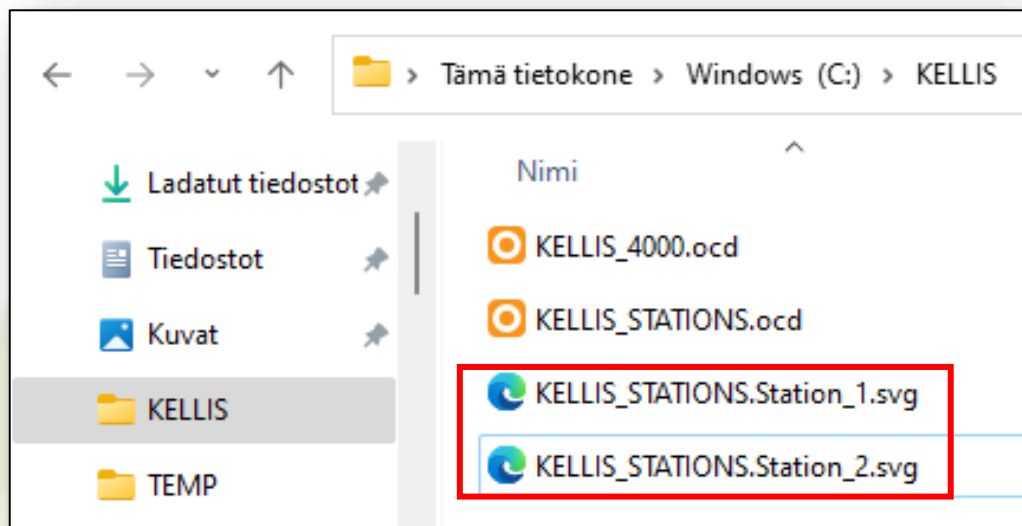 Tämä tietokone > Windows (C:) > KELLIS
Ladatut tiedostot
Tiedostot
Kuvat
KELLIS
TEMP
Nimi
KELLIS_4000.ocd
KELLIS_STATIONS.ocd
KELLIS_STATIONS.Station_1.svg
KELLIS_STATIONS.Station_2.svg